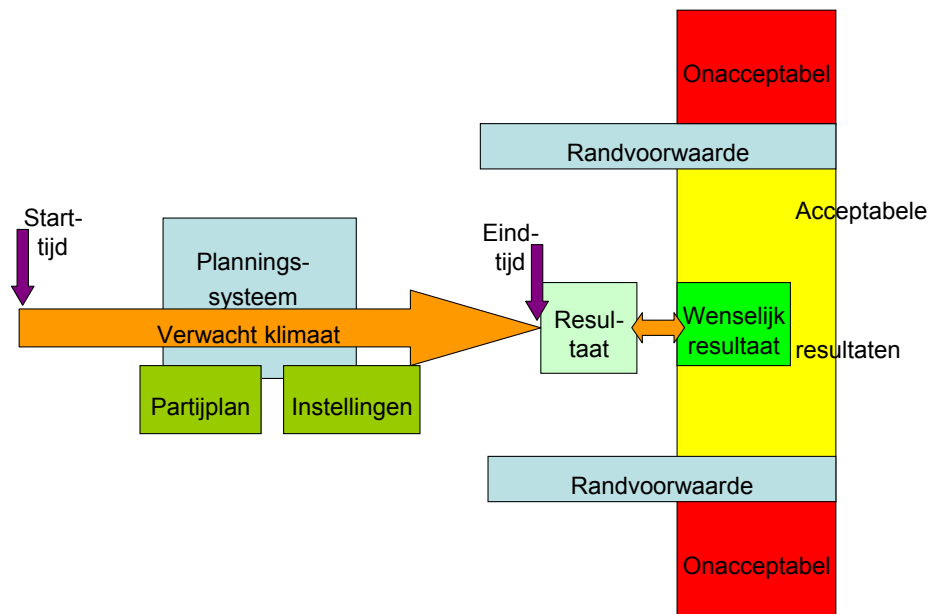 Onacceptabel
Randvoorwaarde
Acceptabele
Start-
tijd
Eind-
tijd
Plannings-
systeem
Verwacht klimaat
Resul-
taat
Wenselijk
resultaat
resultaten
Partijplan
Instellingen
Randvoorwaarde
Onacceptabel